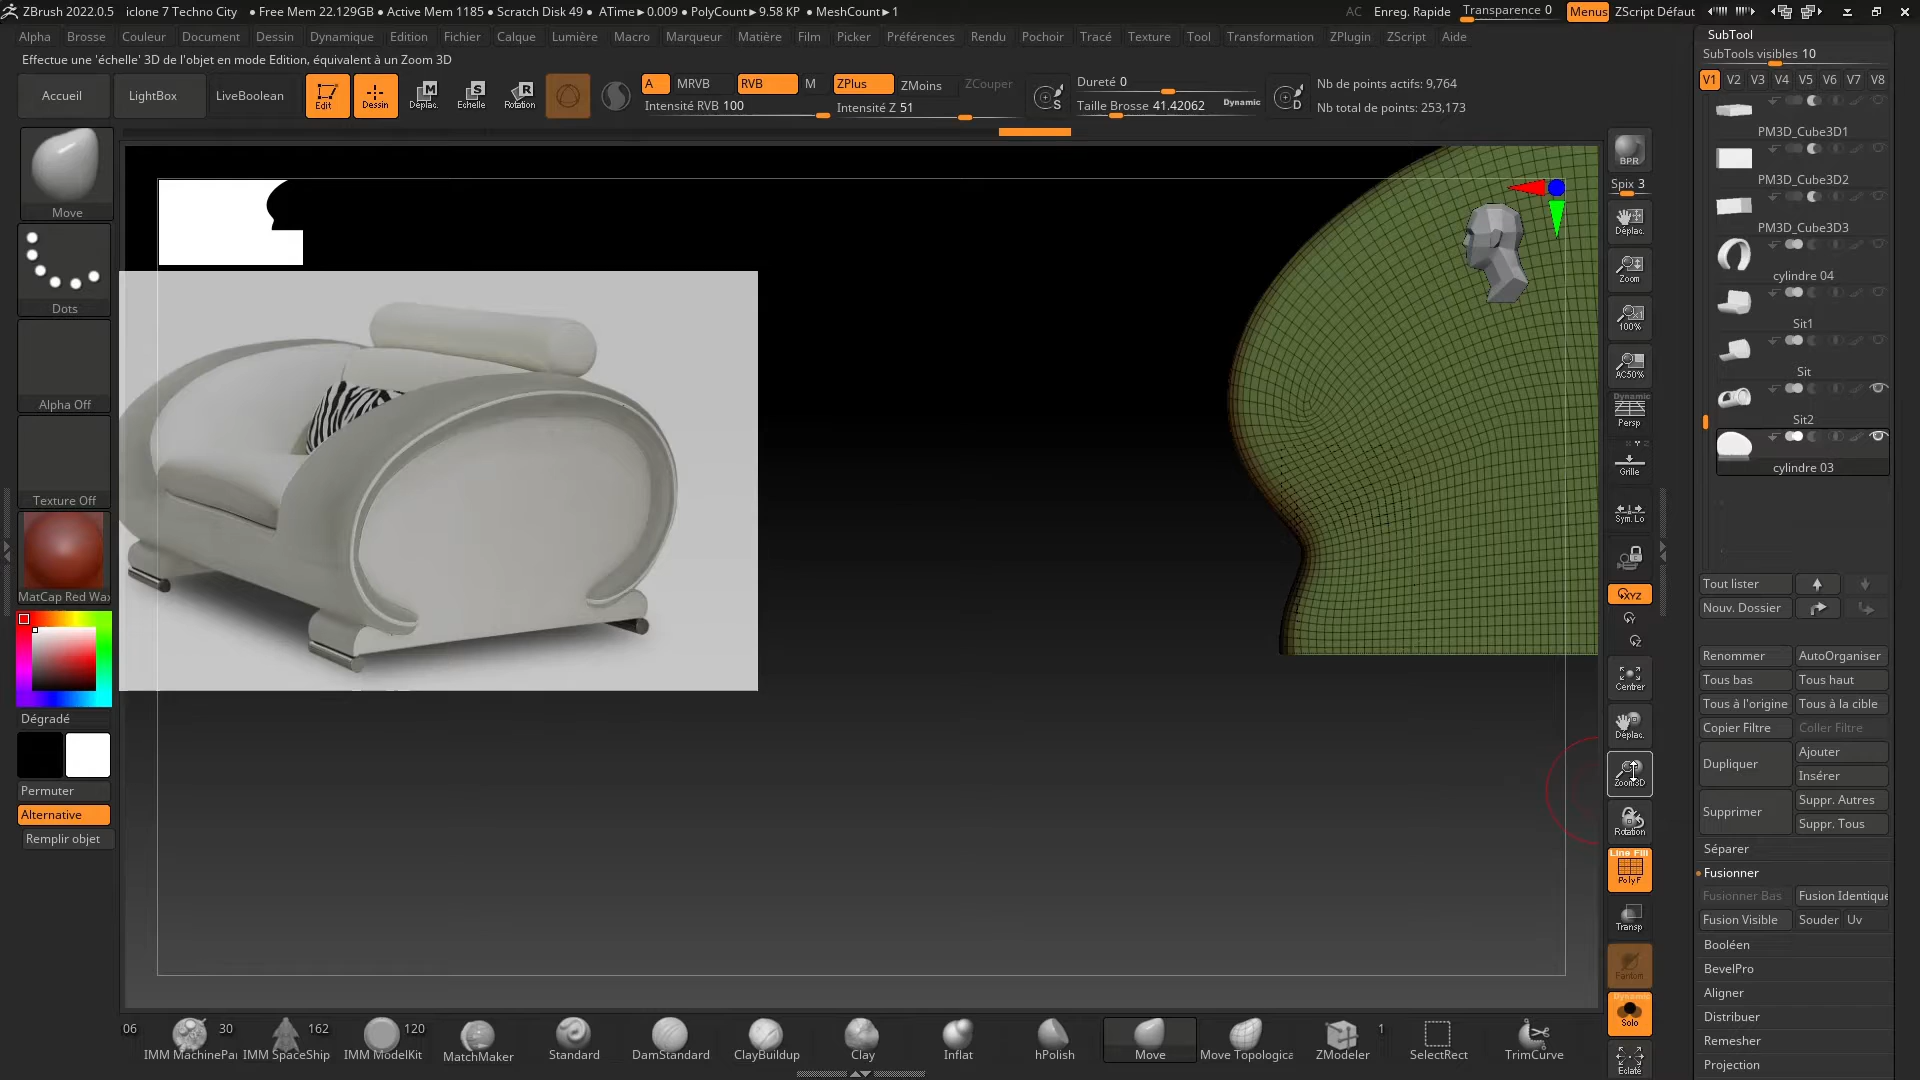 ZBrush 2022.0.5 iclone 7 Techno City • Free Mem 22.129GB • Active Mem 1185 • Scratch Disk 49 • ATime►0.009 • PolyCount►9.58 KP • MeshCount►1 AC Enreg. Rapide Transparence 0 Menus ZScript Défaut
Alpha Brosse Couleur Document Dessin Dynamique Edition Fichier Calque Lumière Macro Marqueur Matière Film Picker Préférences Rendu Pochoir Tracé Texture Tool Transformation ZPlugin ZScript Aide
Effectue une 'échelle' 3D de l'objet en mode Edition, équivalent à un Zoom 3D
Accueil LightBox LiveBoolean Edit Dessin Déplac. Echelle Rotation
A MRVB RVB M ZPlus ZMoins ZCouper
Intensité RVB 100 Intensité Z 51
S Dureté 0
Taille Brosse 41.42062 Dynamic D
Nb de points actifs: 9,764
Nb total de points: 253,173
Move
Dots
Alpha Off
Texture Off
MatCap Red Wa
Dégradé
Permuter
Alternative
Remplir objet
BPR
Spix 3
Déplac.
Zoom
100%
AC50%
Dynamic
Persp
Grille
Sym. Lo
XYZ
Y
Z
Centrer
Déplac.
Zoom3D
Rotation
Line Fill
PolyF
Transp
Fantom
Dynamic
Solo
Eclaté
SubTool
SubTools visibles 10
V1 V2 V3 V4 V5 V6 V7 V8
PM3D_Cube3D1
PM3D_Cube3D2
PM3D_Cube3D3
cylindre 04
Sit1
Sit
Sit2
cylindre 03
Tout lister
Nouv. Dossier
Renommer AutoOrganiser
Tous bas Tous haut
Tous à l'origine Tous à la cible
Copier Filtre Coller Filtre
Dupliquer Ajouter
Insérer
Supprimer Suppr. Autres
Suppr. Tous
Séparer
Fusionner
Fusionner Bas Fusion Identique
Fusion Visible Souder Uv
Booléen
BevelPro
Aligner
Distribuer
Remesher
Projection
06 30 162 120 1
IMM MachinePa IMM SpaceShip IMM ModelKit MatchMaker Standard DamStandard ClayBuildup Clay Inflat hPolish Move Move Topologica ZModeler SelectRect TrimCurve